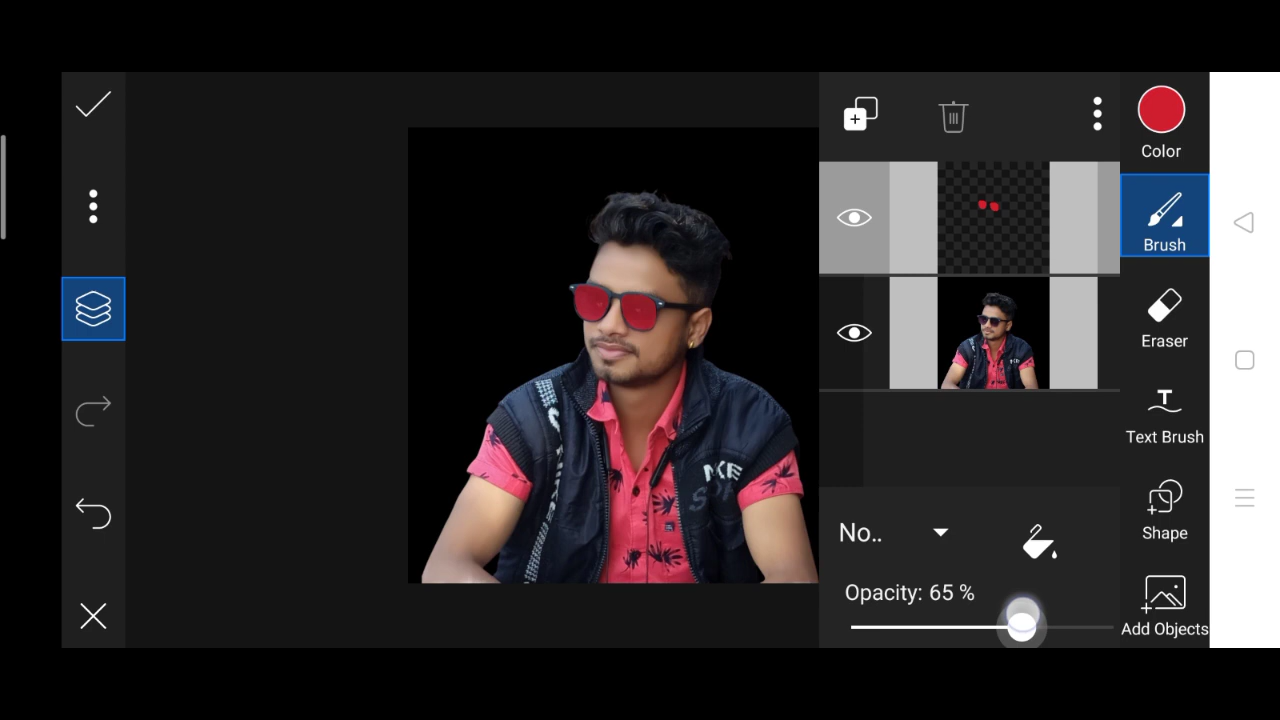 Color
Brush
Eraser
Text Brush
Shape
Add Objects
No..
Opacity: 65 %